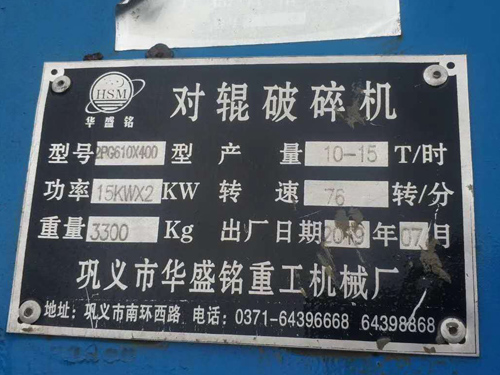 HSM
华盛铭
对辊破碎机
型号 2PG610X400 型 产量 10-15 T/时
功率 15KWX2 KW 转速 76 转/分
重量 3300 Kg 出厂日期 2019 年 07 月
巩义市华盛铭重工机械厂
地址: 巩义市南环西路 电话: 0371-64396668 64398868